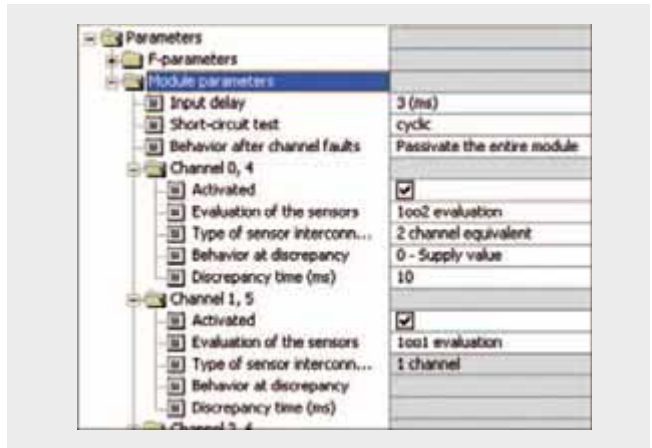 Parameters
F-parameters
Module parameters
Input delay 3 (ms)
Short-circuit test cyclic
Behavior after channel faults Passivate the entire module
Channel 0, 4
Activated
Evaluation of the sensors 1oo2 evaluation
Type of sensor interconn... 2 channel equivalent
Behavior at discrepancy 0 - Supply value
Discrepancy time (ms) 10
Channel 1, 5
Activated
Evaluation of the sensors 1oo1 evaluation
Type of sensor interconn... 1 channel
Behavior at discrepancy
Discrepancy time (ms)